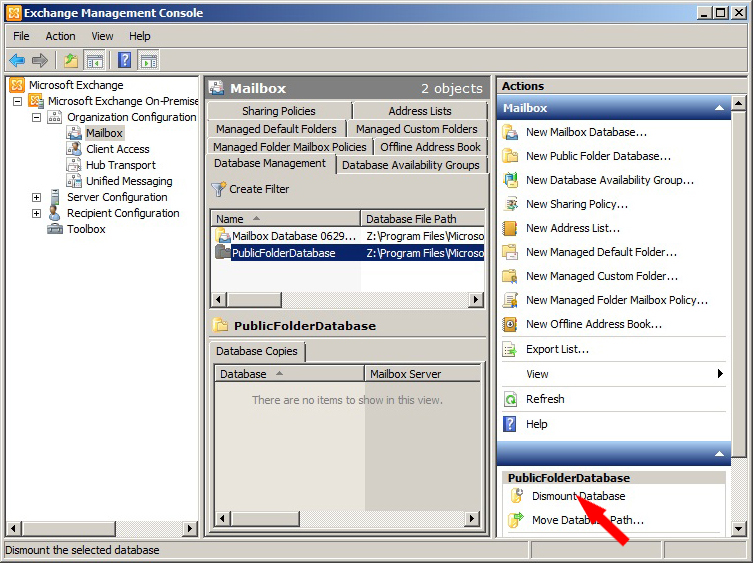 Exchange Management Console
File Action View Help
Microsoft Exchange
Microsoft Exchange On-Premise
Organization Configuration
Mailbox
Client Access
Hub Transport
Unified Messaging
Server Configuration
Recipient Configuration
Toolbox
Mailbox 2 objects
Sharing Policies Address Lists
Managed Default Folders Managed Custom Folders
Managed Folder Mailbox Policies Offline Address Book
Database Management Database Availability Groups
Create Filter
Name Database File Path
Mailbox Database 0629... Z:\Program Files\Microso
PublicFolderDatabase Z:\Program Files\Microso
PublicFolderDatabase
Database Copies
Database Mailbox Server
There are no items to show in this view.
Actions
Mailbox
New Mailbox Database...
New Public Folder Database...
New Database Availability Group...
New Sharing Policy...
New Address List...
New Managed Default Folder...
New Managed Custom Folder...
New Managed Folder Mailbox Policy...
New Offline Address Book...
Export List...
View
Refresh
Help
PublicFolderDatabase
Dismount Database
Move Database Path...
Dismount the selected database